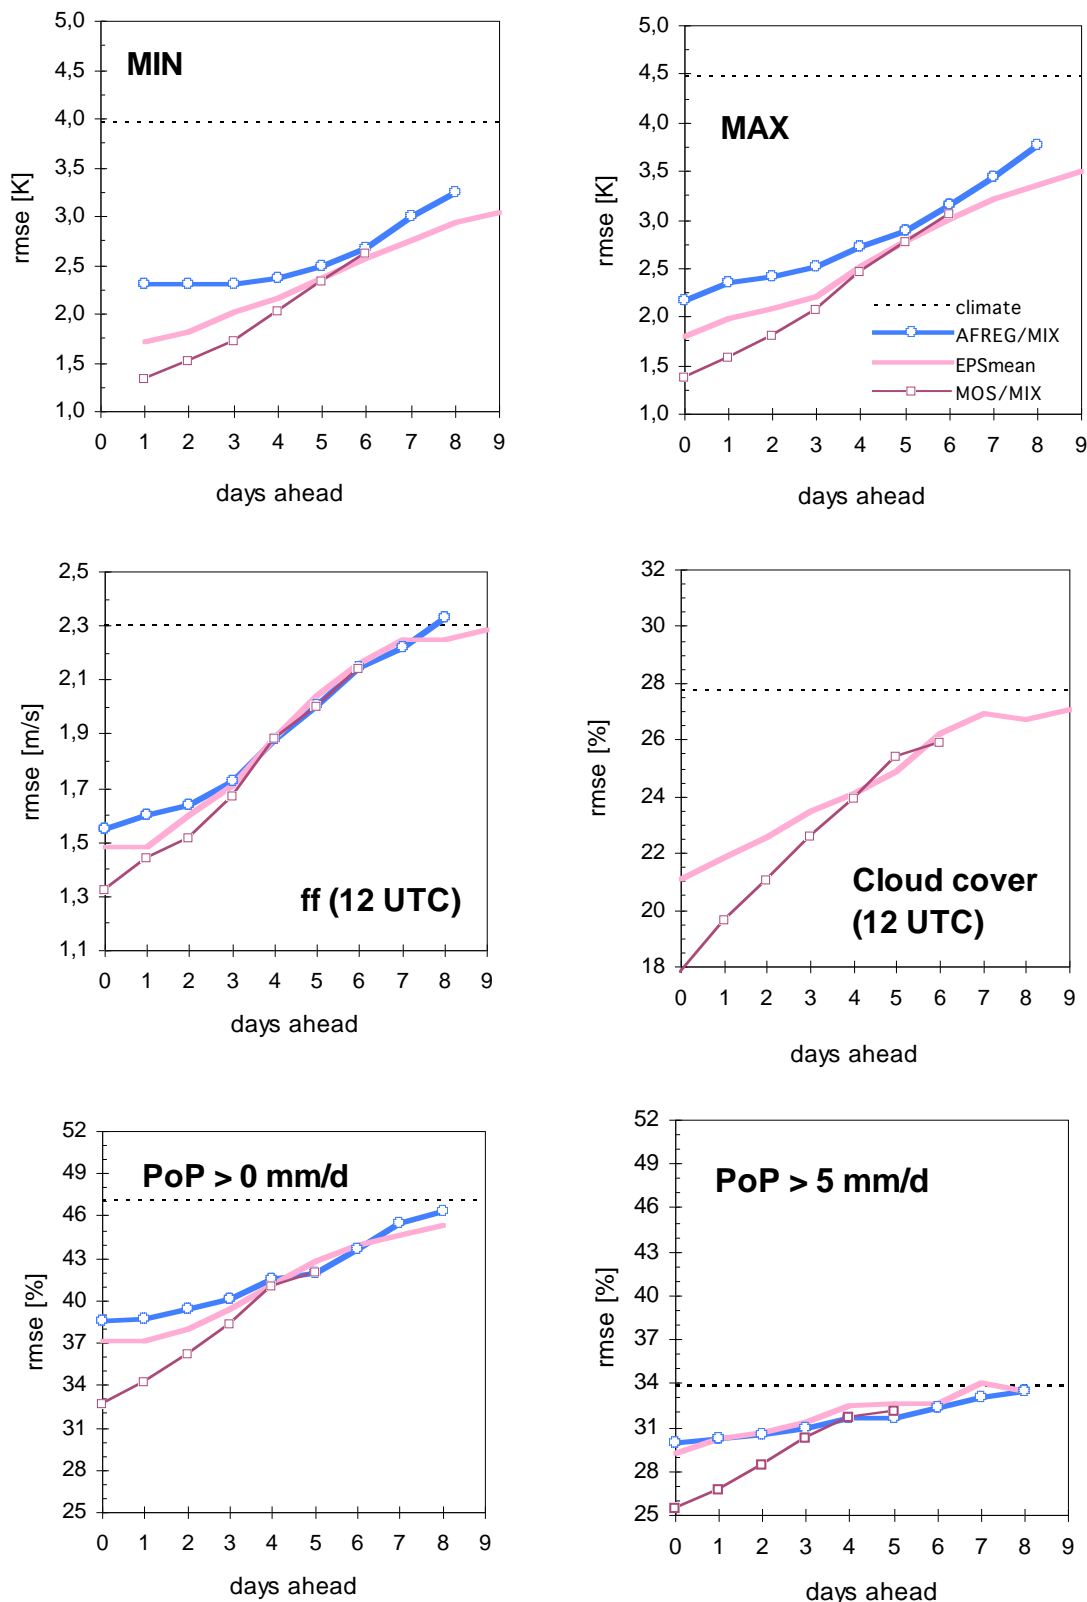 MIN
rmse [K]
5,0
4,5
4,0
3,5
3,0
2,5
2,0
1,5
1,0
0 1 2 3 4 5 6 7 8 9
days ahead
MAX
rmse [K]
5,0
4,5
4,0
3,5
3,0
2,5
2,0
1,5
1,0
climate
AFREG/MIX
EPSmean
MOS/MIX
0 1 2 3 4 5 6 7 8 9
days ahead
rmse [m/s]
2,5
2,3
2,1
1,9
1,7
1,5
1,3
1,1
ff (12 UTC)
0 1 2 3 4 5 6 7 8 9
days ahead
rmse [%]
32
30
28
26
24
22
20
18
Cloud cover
(12 UTC)
0 1 2 3 4 5 6 7 8 9
days ahead
PoP > 0 mm/d
rmse [%]
52
49
46
43
40
37
34
31
28
25
0 1 2 3 4 5 6 7 8 9
days ahead
PoP > 5 mm/d
rmse [%]
52
49
46
43
40
37
34
31
28
25
0 1 2 3 4 5 6 7 8 9
days ahead